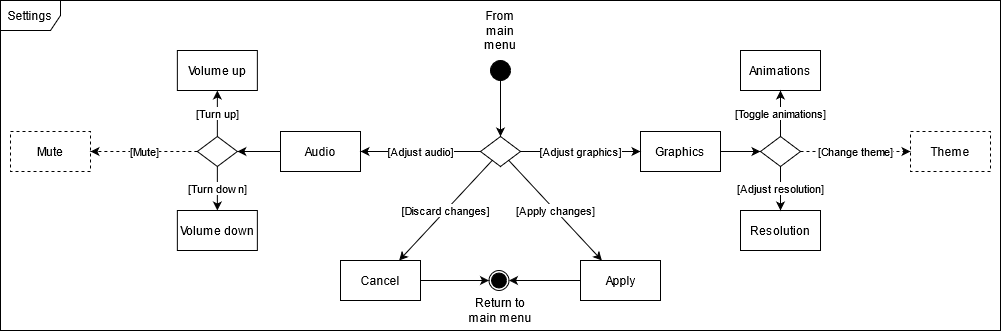 Settings
From
main
menu
Volume up
Animations
[Turn up]
[Toggle animations]
Mute
[Mute]
Audio
[Adjust audio]
[Adjust graphics]
Graphics
[Change theme]
Theme
[Turn down]
[Adjust resolution]
Volume down
[Discard changes]
[Apply changes]
Resolution
Cancel
Apply
Return to
main menu